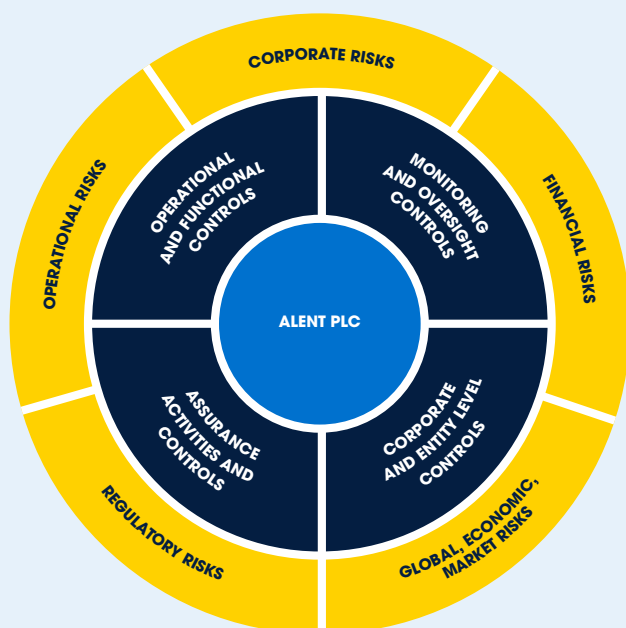 CORPORATE RISKS
OPERATIONAL RISKS
FINANCIAL RISKS
OPERATIONAL
AND FUNCTIONAL
CONTROLS
MONITORING
AND OVERSIGHT
CONTROLS
ALENT PLC
ASSURANCE
ACTIVITIES AND
CONTROLS
CORPORATE
AND ENTITY LEVEL
CONTROLS
REGULATORY RISKS
GLOBAL, ECONOMIC,
MARKET RISKS